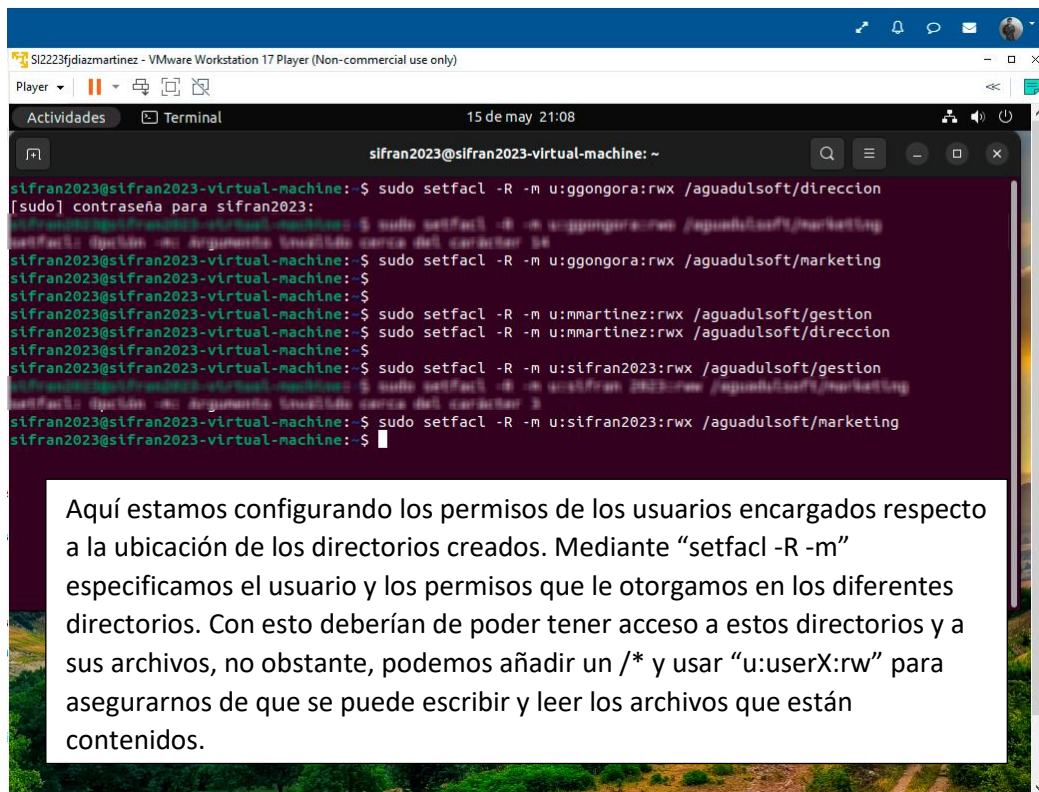 SI2223fjdiazmartinez - VMware Workstation 17 Player (Non-commercial use only)
Player
Actividades Terminal 15 de may 21:08
sifran2023@sifran2023-virtual-machine: ~
sifran2023@sifran2023-virtual-machine:~$ sudo setfacl -R -m u:ggongora:rwx /aguadulsoft/direccion
[sudo] contraseña para sifran2023:
sifran2023@sifran2023-virtual-machine:~$ sudo setfacl -R -m u:ggongora:rwx /aguadulsoft/marketing
sifran2023@sifran2023-virtual-machine:~$
sifran2023@sifran2023-virtual-machine:~$
sifran2023@sifran2023-virtual-machine:~$ sudo setfacl -R -m u:mmartinez:rwx /aguadulsoft/gestion
sifran2023@sifran2023-virtual-machine:~$ sudo setfacl -R -m u:mmartinez:rwx /aguadulsoft/direccion
sifran2023@sifran2023-virtual-machine:~$
sifran2023@sifran2023-virtual-machine:~$ sudo setfacl -R -m u:sifran2023:rwx /aguadulsoft/gestion
sifran2023@sifran2023-virtual-machine:~$ sudo setfacl -R -m u:sifran2023:rwx /aguadulsoft/marketing
sifran2023@sifran2023-virtual-machine:~$
Aquí estamos configurando los permisos de los usuarios encargados respecto
a la ubicación de los directorios creados. Mediante “setfacl -R -m”
especificamos el usuario y los permisos que le otorgamos en los diferentes
directorios. Con esto deberían de poder tener acceso a estos directorios y a
sus archivos, no obstante, podemos añadir un /* y usar “u:userX:rw” para
asegurarnos de que se puede escribir y leer los archivos que están
contenidos.